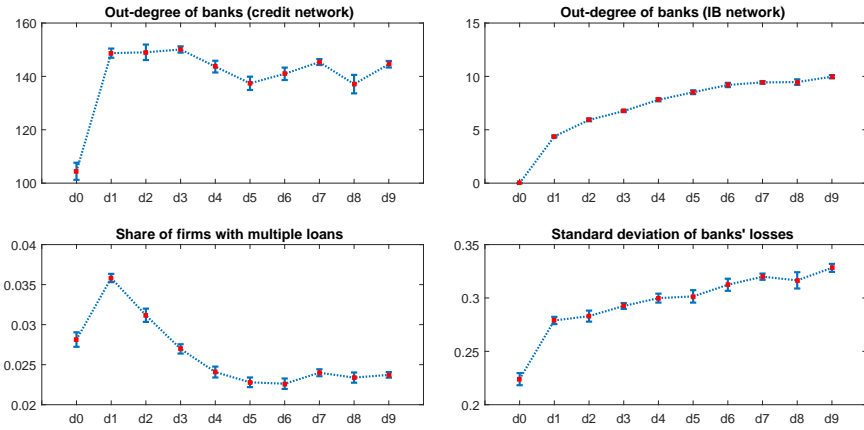 Out-degree of banks (credit network)
160
140
120
100
d0 d1 d2 d3 d4 d5 d6 d7 d8 d9
Out-degree of banks (IB network)
15
10
5
0
d0 d1 d2 d3 d4 d5 d6 d7 d8 d9
Share of firms with multiple loans
0.04
0.035
0.03
0.025
0.02
d0 d1 d2 d3 d4 d5 d6 d7 d8 d9
Standard deviation of banks' losses
0.35
0.3
0.25
0.2
d0 d1 d2 d3 d4 d5 d6 d7 d8 d9